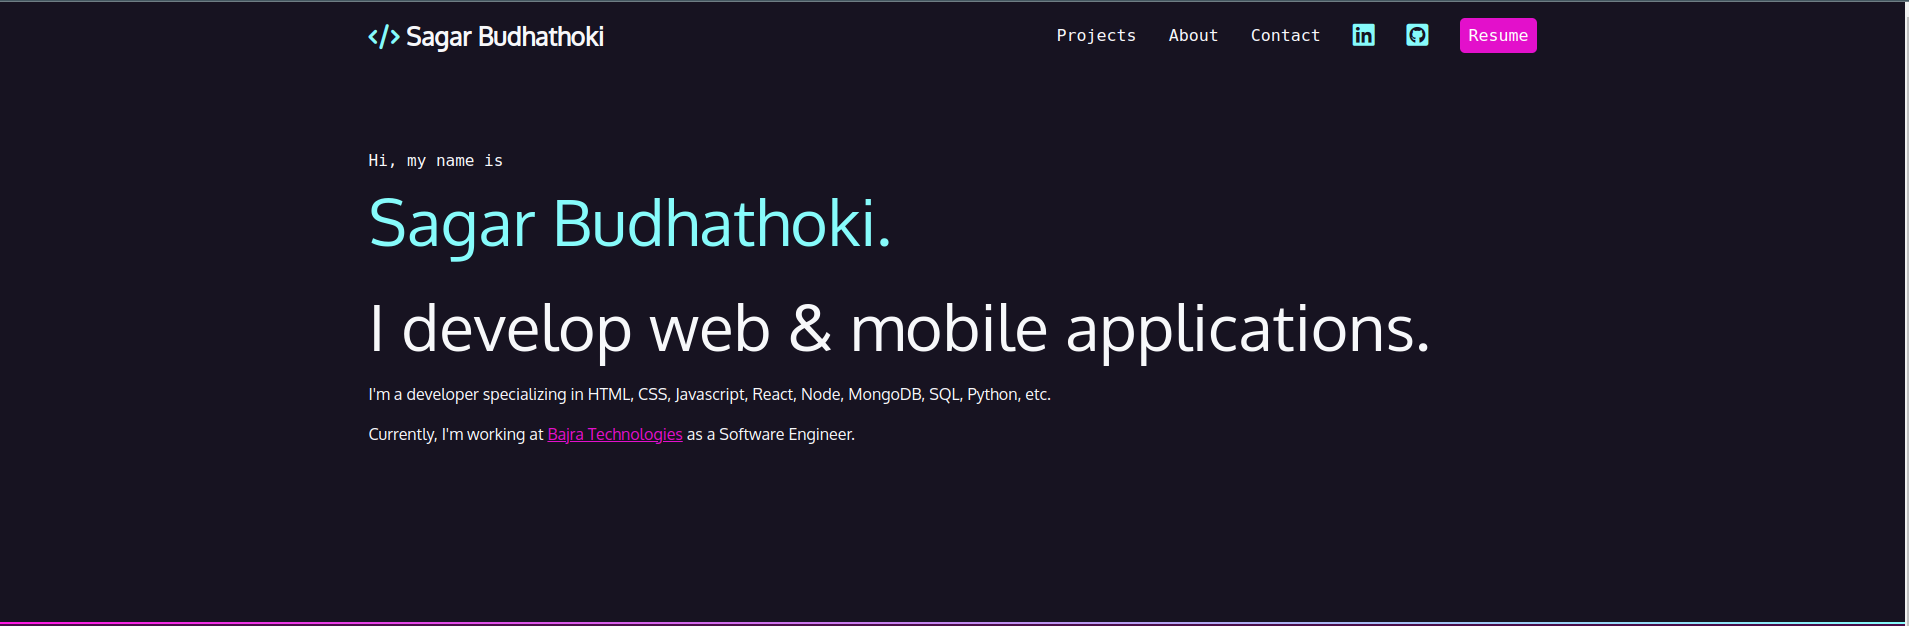 </> Sagar Budhathoki
Projects About Contact Resume
Hi, my name is
Sagar Budhathoki.
I develop web & mobile applications.
I'm a developer specializing in HTML, CSS, Javascript, React, Node, MongoDB, SQL, Python, etc.
Currently, I'm working at Bajra Technologies as a Software Engineer.